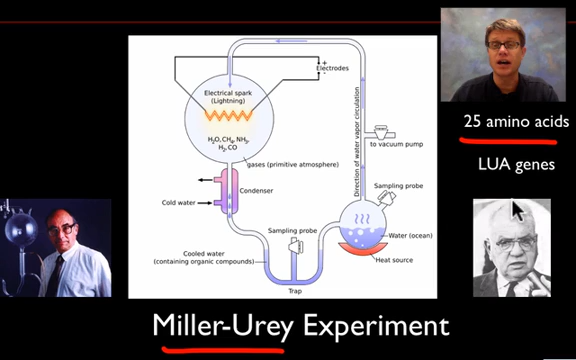 +
Electrodes
-
Electrical spark
(Lightning)
H2O, CH4, NH3,
H2, CO
gases (primitive atmosphere)
Direction of water vapor circulation
to vacuum pump
Condenser
Cold water
Sampling probe
Sampling probe
Cooled water
(containing organic compounds)
Water (ocean)
Heat source
Trap
25 amino acids
LUA genes
Miller-Urey Experiment